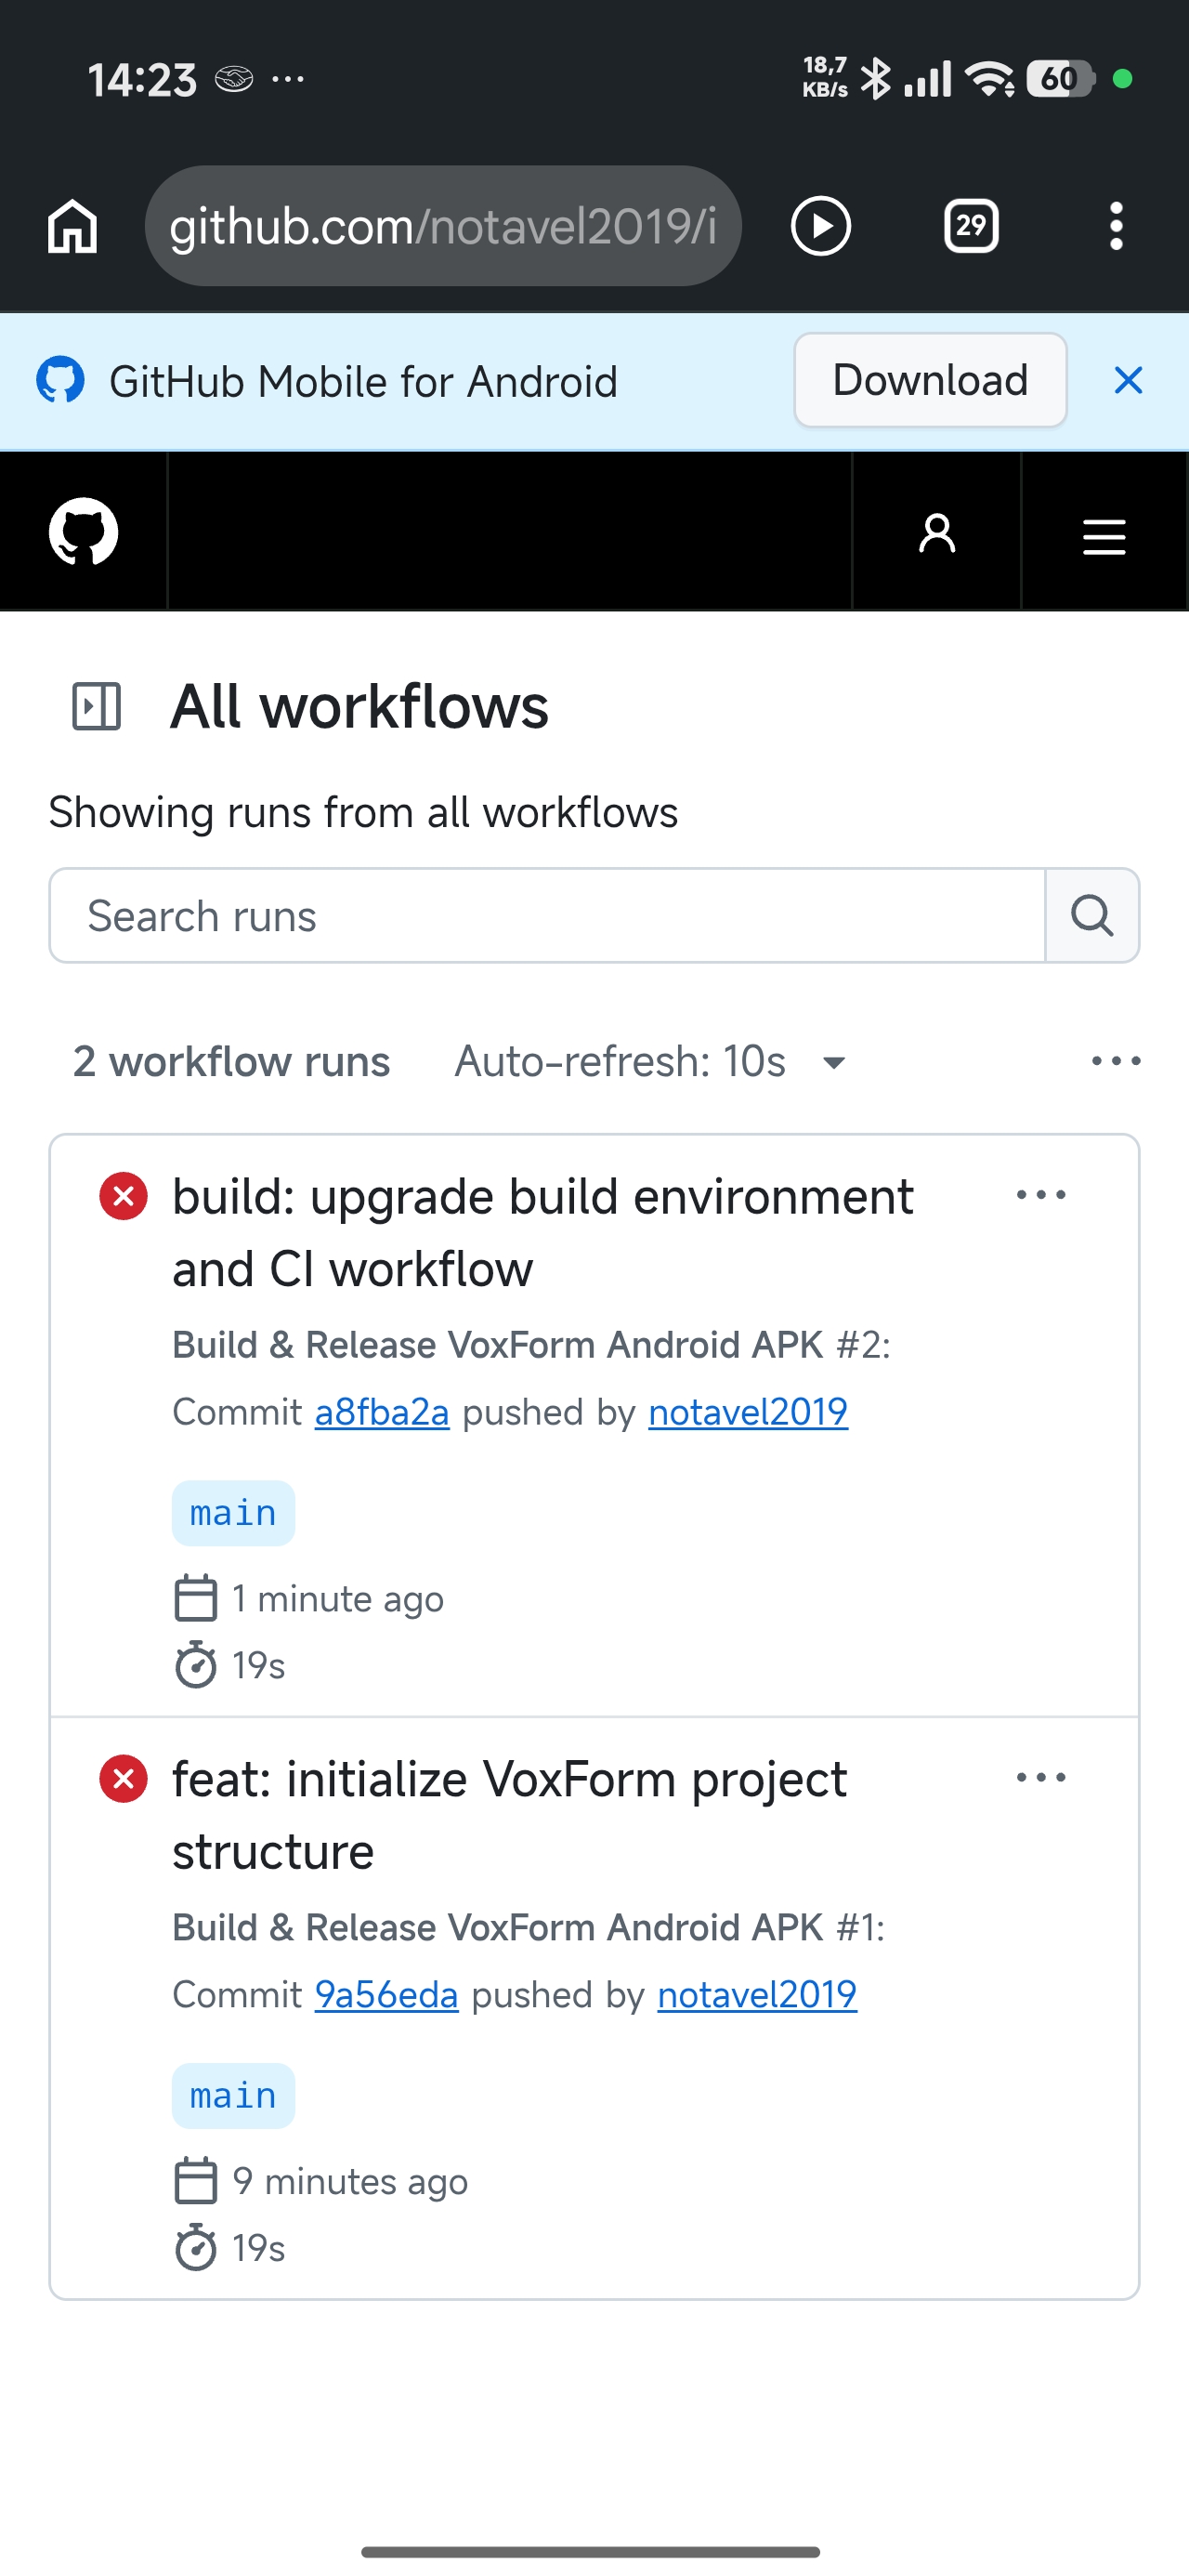 14:23 ...
18,7
KB/s
60
github.com/notavel2019/i
29
GitHub Mobile for Android
Download
All workflows
Showing runs from all workflows
Search runs
2 workflow runs Auto-refresh: 10s
build: upgrade build environment
and CI workflow
Build & Release VoxForm Android APK #2:
Commit a8fba2a pushed by notavel2019
main
1 minute ago
19s
feat: initialize VoxForm project
structure
Build & Release VoxForm Android APK #1:
Commit 9a56eda pushed by notavel2019
main
9 minutes ago
19s